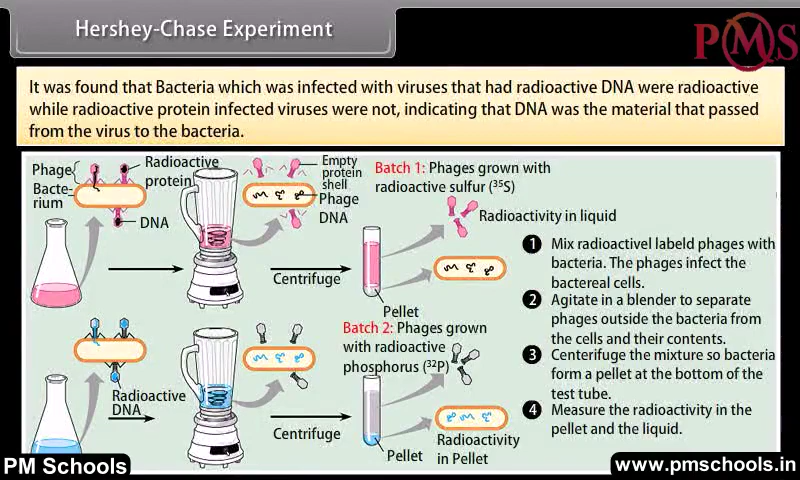 Hershey-Chase Experiment
PMS
It was found that Bacteria which was infected with viruses that had radioactive DNA were radioactive
while radioactive protein infected viruses were not, indicating that DNA was the material that passed
from the virus to the bacteria.
Phage
Bacte-
rium
Radioactive
protein
DNA
Empty
protein
shell
Phage
DNA
Centrifuge
Batch 1: Phages grown with
radioactive sulfur (³⁵S)
Radioactivity in liquid
Pellet
Batch 2: Phages grown
with radioactive
phosphorus (³²P)
Radioactive
DNA
Centrifuge
Pellet
Radioactivity
in Pellet
1 Mix radioactivel labeld phages with
bacteria. The phages infect the
bactereal cells.
2 Agitate in a blender to separate
phages outside the bacteria from
the cells and their contents.
3 Centerifuge the mixture so bacteria
form a pellet at the bottom of the
test tube.
4 Measure the radioactivity in the
pellet and the liquid.
PM Schools
www.pmschools.in